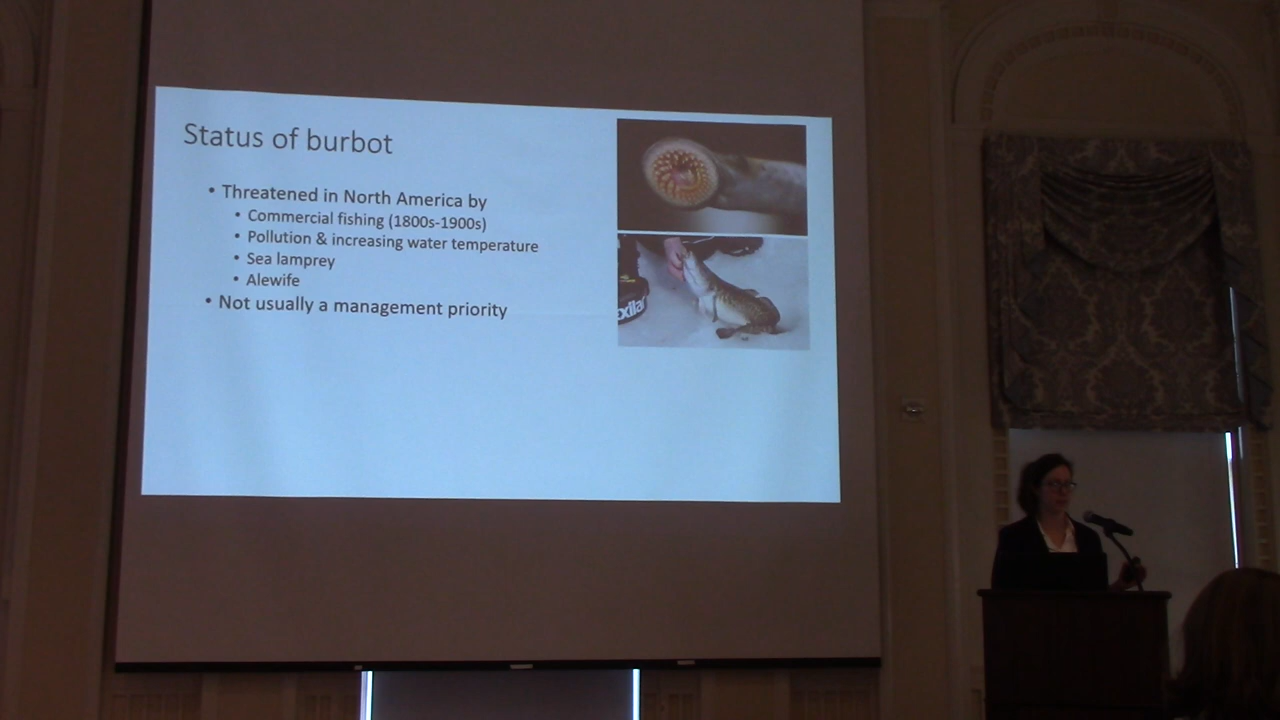 Status of burbot
• Threatened in North America by
• Commercial fishing (1800s-1900s)
• Pollution & increasing water temperature
• Sea lamprey
• Alewife
• Not usually a management priority
exilar